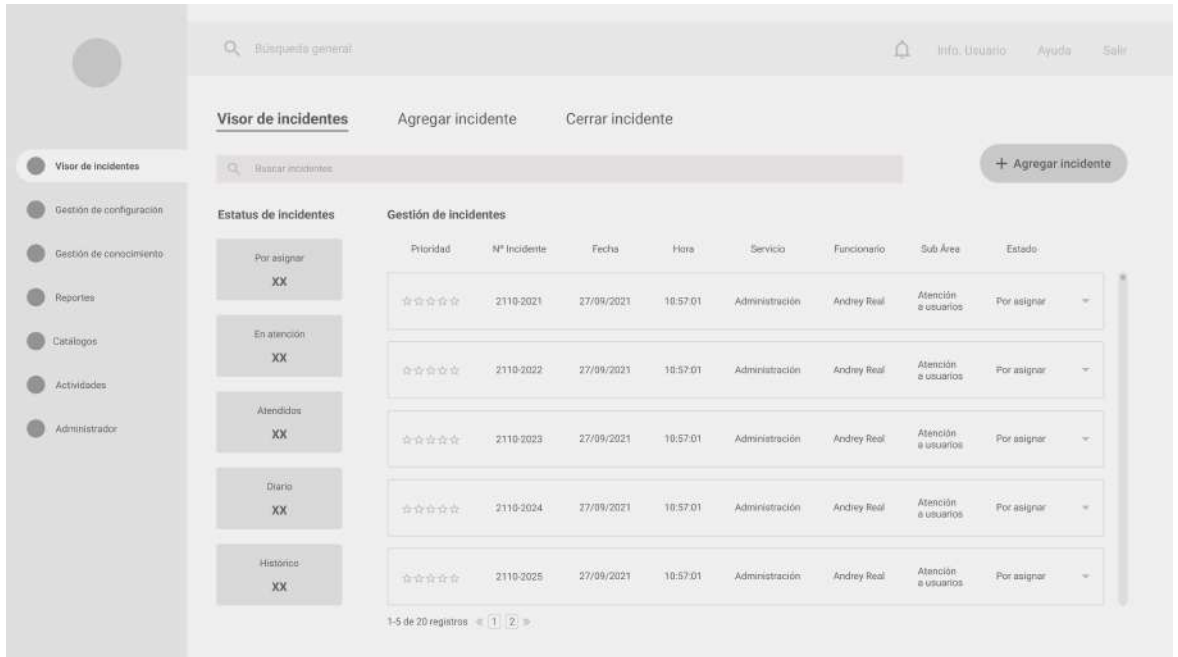 Búsqueda general
Info. Usuario Ayuda Salir
Visor de incidentes Agregar incidente Cerrar incidente
Visor de incidentes
Gestión de configuración
Gestión de conocimiento
Reportes
Catálogos
Actividades
Administrador
Buscar incidentes
+ Agregar incidente
Estatus de incidentes
Por asignar
XX
En atención
XX
Atendidos
XX
Diario
XX
Histórico
XX
Gestión de incidentes
Prioridad Nº Incidente Fecha Hora Servicio Funcionario Sub Área Estado
2110-2021 27/09/2021 10:57:01 Administración Andrey Real Atención a usuarios Por asignar
2110-2022 27/09/2021 10:57:01 Administración Andrey Real Atención a usuarios Por asignar
2110-2023 27/09/2021 10:57:01 Administración Andrey Real Atención a usuarios Por asignar
2110-2024 27/09/2021 10:57:01 Administración Andrey Real Atención a usuarios Por asignar
2110-2025 27/09/2021 10:57:01 Administración Andrey Real Atención a usuarios Por asignar
1-5 de 20 registros « 1 2 »